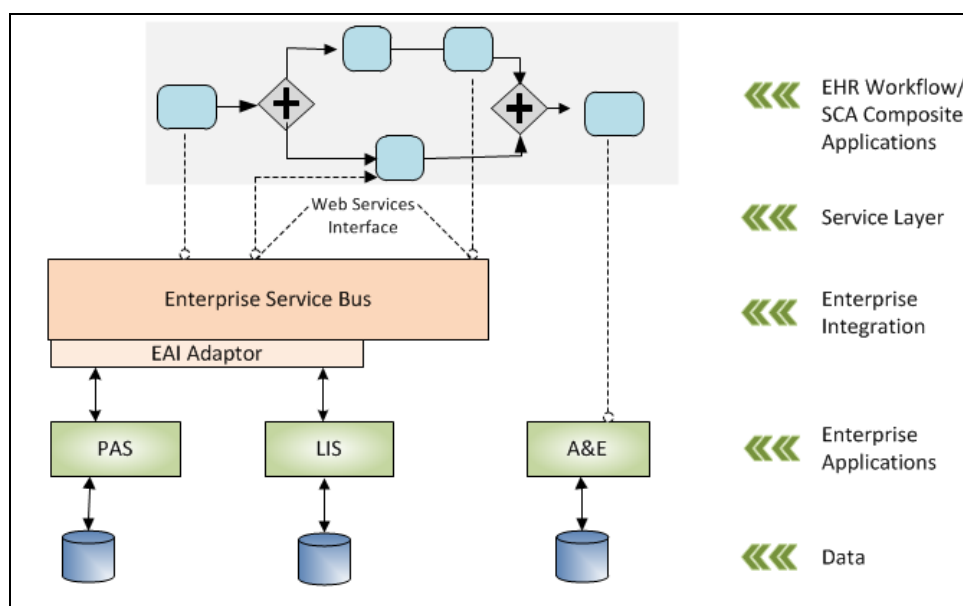 EHR Workflow/
SCA Composite
Applications
Web Services
Interface
Service Layer
Enterprise Service Bus
Enterprise
Integration
EAI Adaptor
PAS
LIS
A&E
Enterprise
Applications
Data